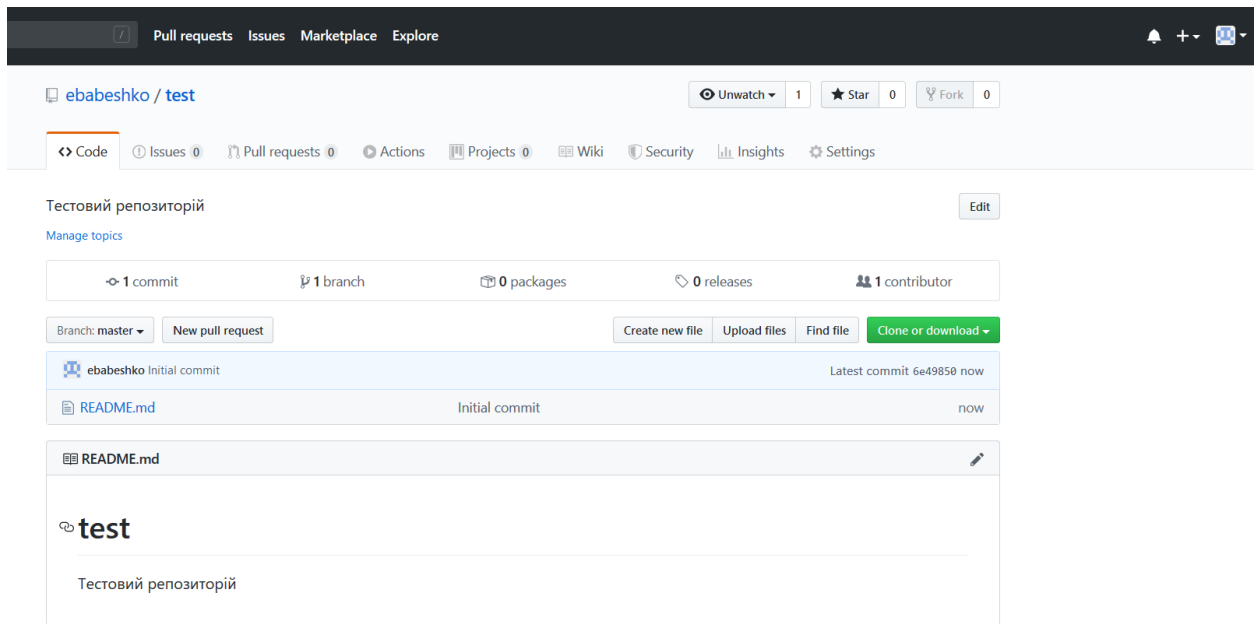 / Pull requests Issues Marketplace Explore
ebabeshko / test Unwatch 1 Star 0 Fork 0
Code Issues 0 Pull requests 0 Actions Projects 0 Wiki Security Insights Settings
Тестовий репозиторій Edit
Manage topics
1 commit 1 branch 0 packages 0 releases 1 contributor
Branch: master New pull request Create new file Upload files Find file Clone or download
ebabeshko Initial commit Latest commit 6e49850 now
README.md Initial commit now
README.md
test
Тестовий репозиторій